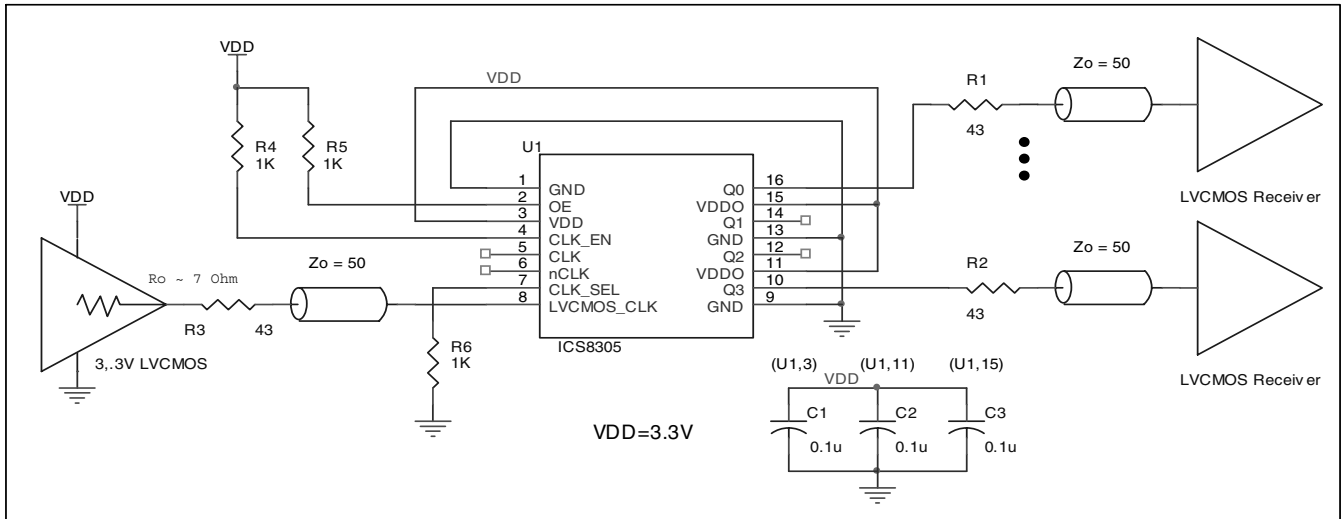 VDD
VDD
R4
1K
R5
1K
U1
R1
43
Zo = 50
LVCMOS Receiver
1
2
3
4
5
6
7
8
GND
OE
VDD
CLK_EN
CLK
nCLK
CLK_SEL
LVCMOS_CLK
Q0
VDDO
Q1
GND
Q2
VDDO
Q3
GND
16
15
14
13
12
11
10
9
ICS8305
VDD
Ro ~ 7 Ohm
R3
43
Zo = 50
3,.3V LVCMOS
R6
1K
R2
43
Zo = 50
LVCMOS Receiver
VDD=3.3V
(U1,3)
(U1,11)
(U1,15)
VDD
C1
0.1u
C2
0.1u
C3
0.1u